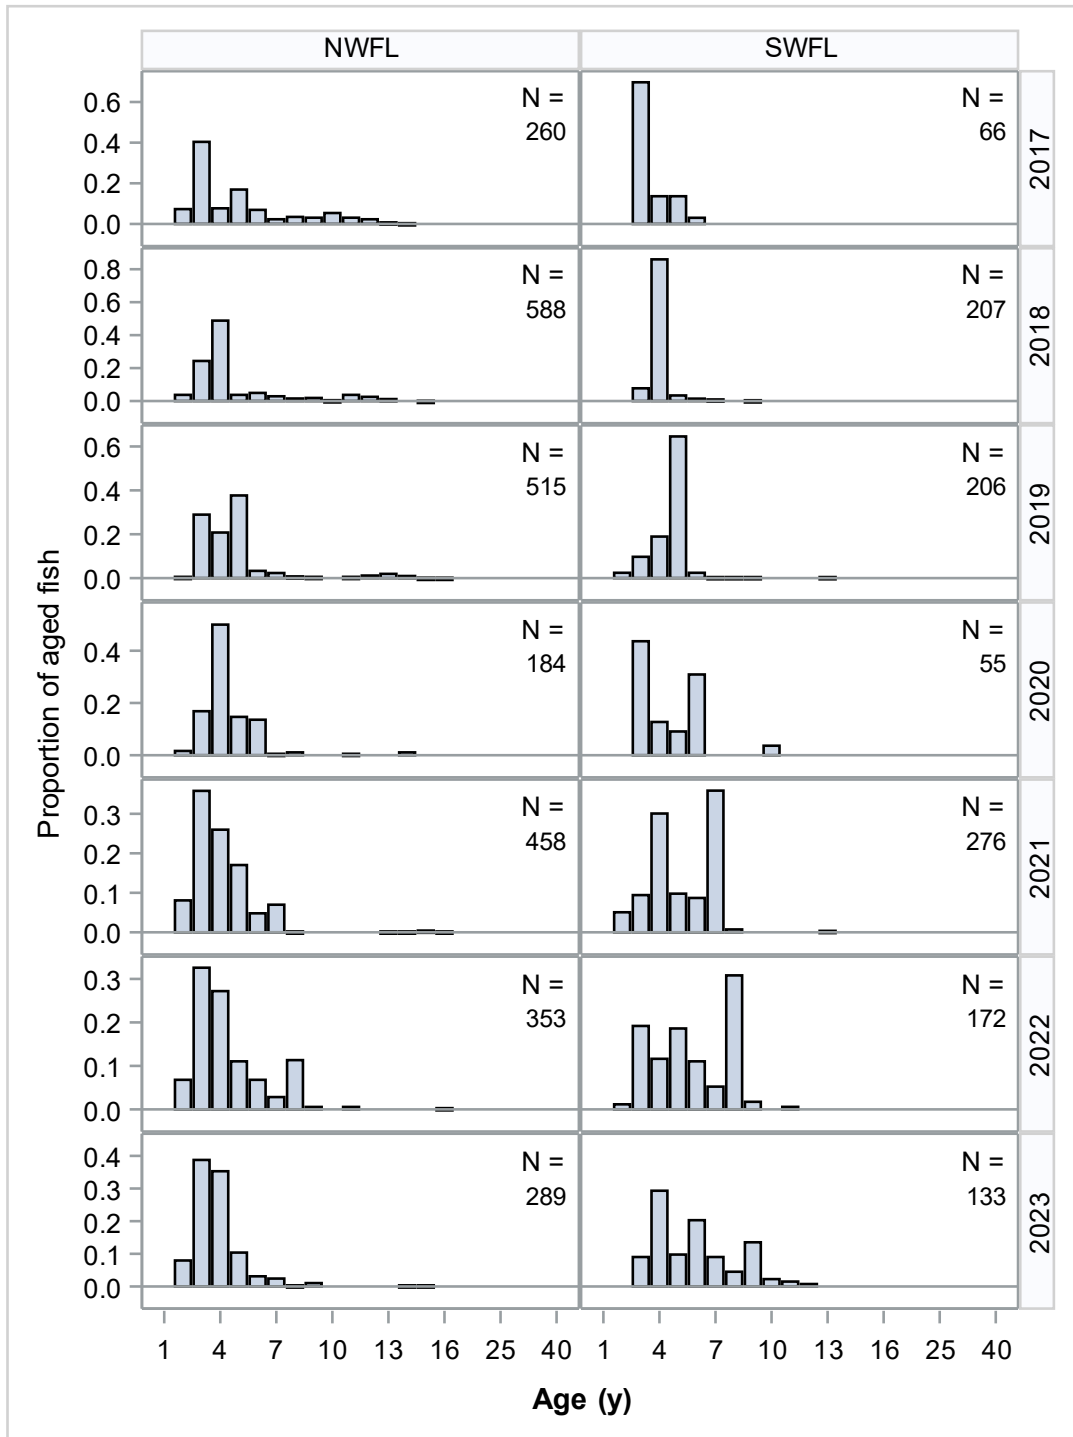 NWFL
SWFL
0.6
0.4
0.2
0.0
N =
260
N =
66
2017
0.8
0.6
0.4
0.2
0.0
N =
588
N =
207
2018
0.6
0.4
0.2
0.0
N =
515
N =
206
2019
0.4
0.2
0.0
N =
184
N =
55
2020
0.3
0.2
0.1
0.0
N =
458
N =
276
2021
0.3
0.2
0.1
0.0
N =
353
N =
172
2022
0.4
0.3
0.2
0.1
0.0
N =
289
N =
133
2023
Proportion of aged fish
1 4 7 10 13 16 25 40 1 4 7 10 13 16 25 40
Age (y)